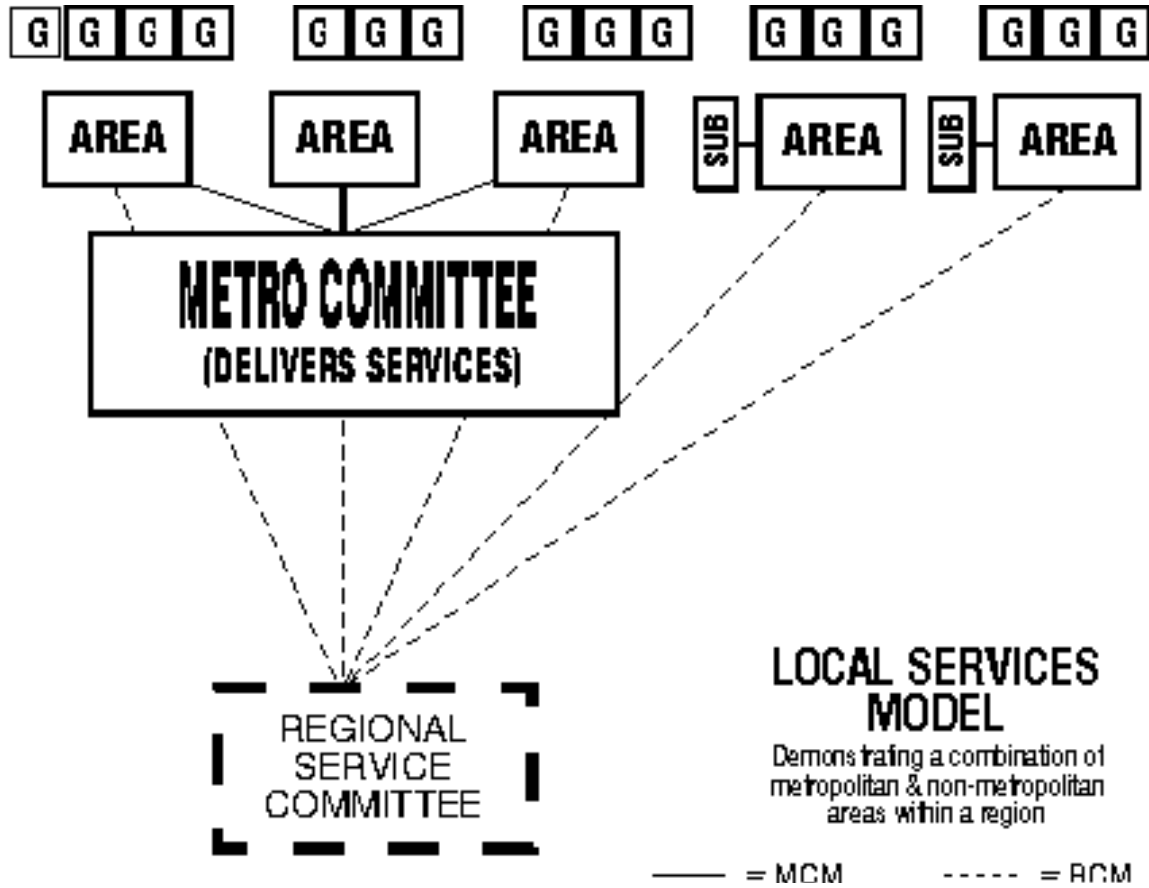 G G G G G G G G G G G G G G G G
AREA AREA AREA SUB AREA SUB AREA
METRO COMMITTEE
(DELIVERS SERVICES)
REGIONAL
SERVICE
COMMITTEE
LOCAL SERVICES
MODEL
Demonstrating a combination of
metropolitan & non-metropolitan
areas within a region
= MCM = RCM